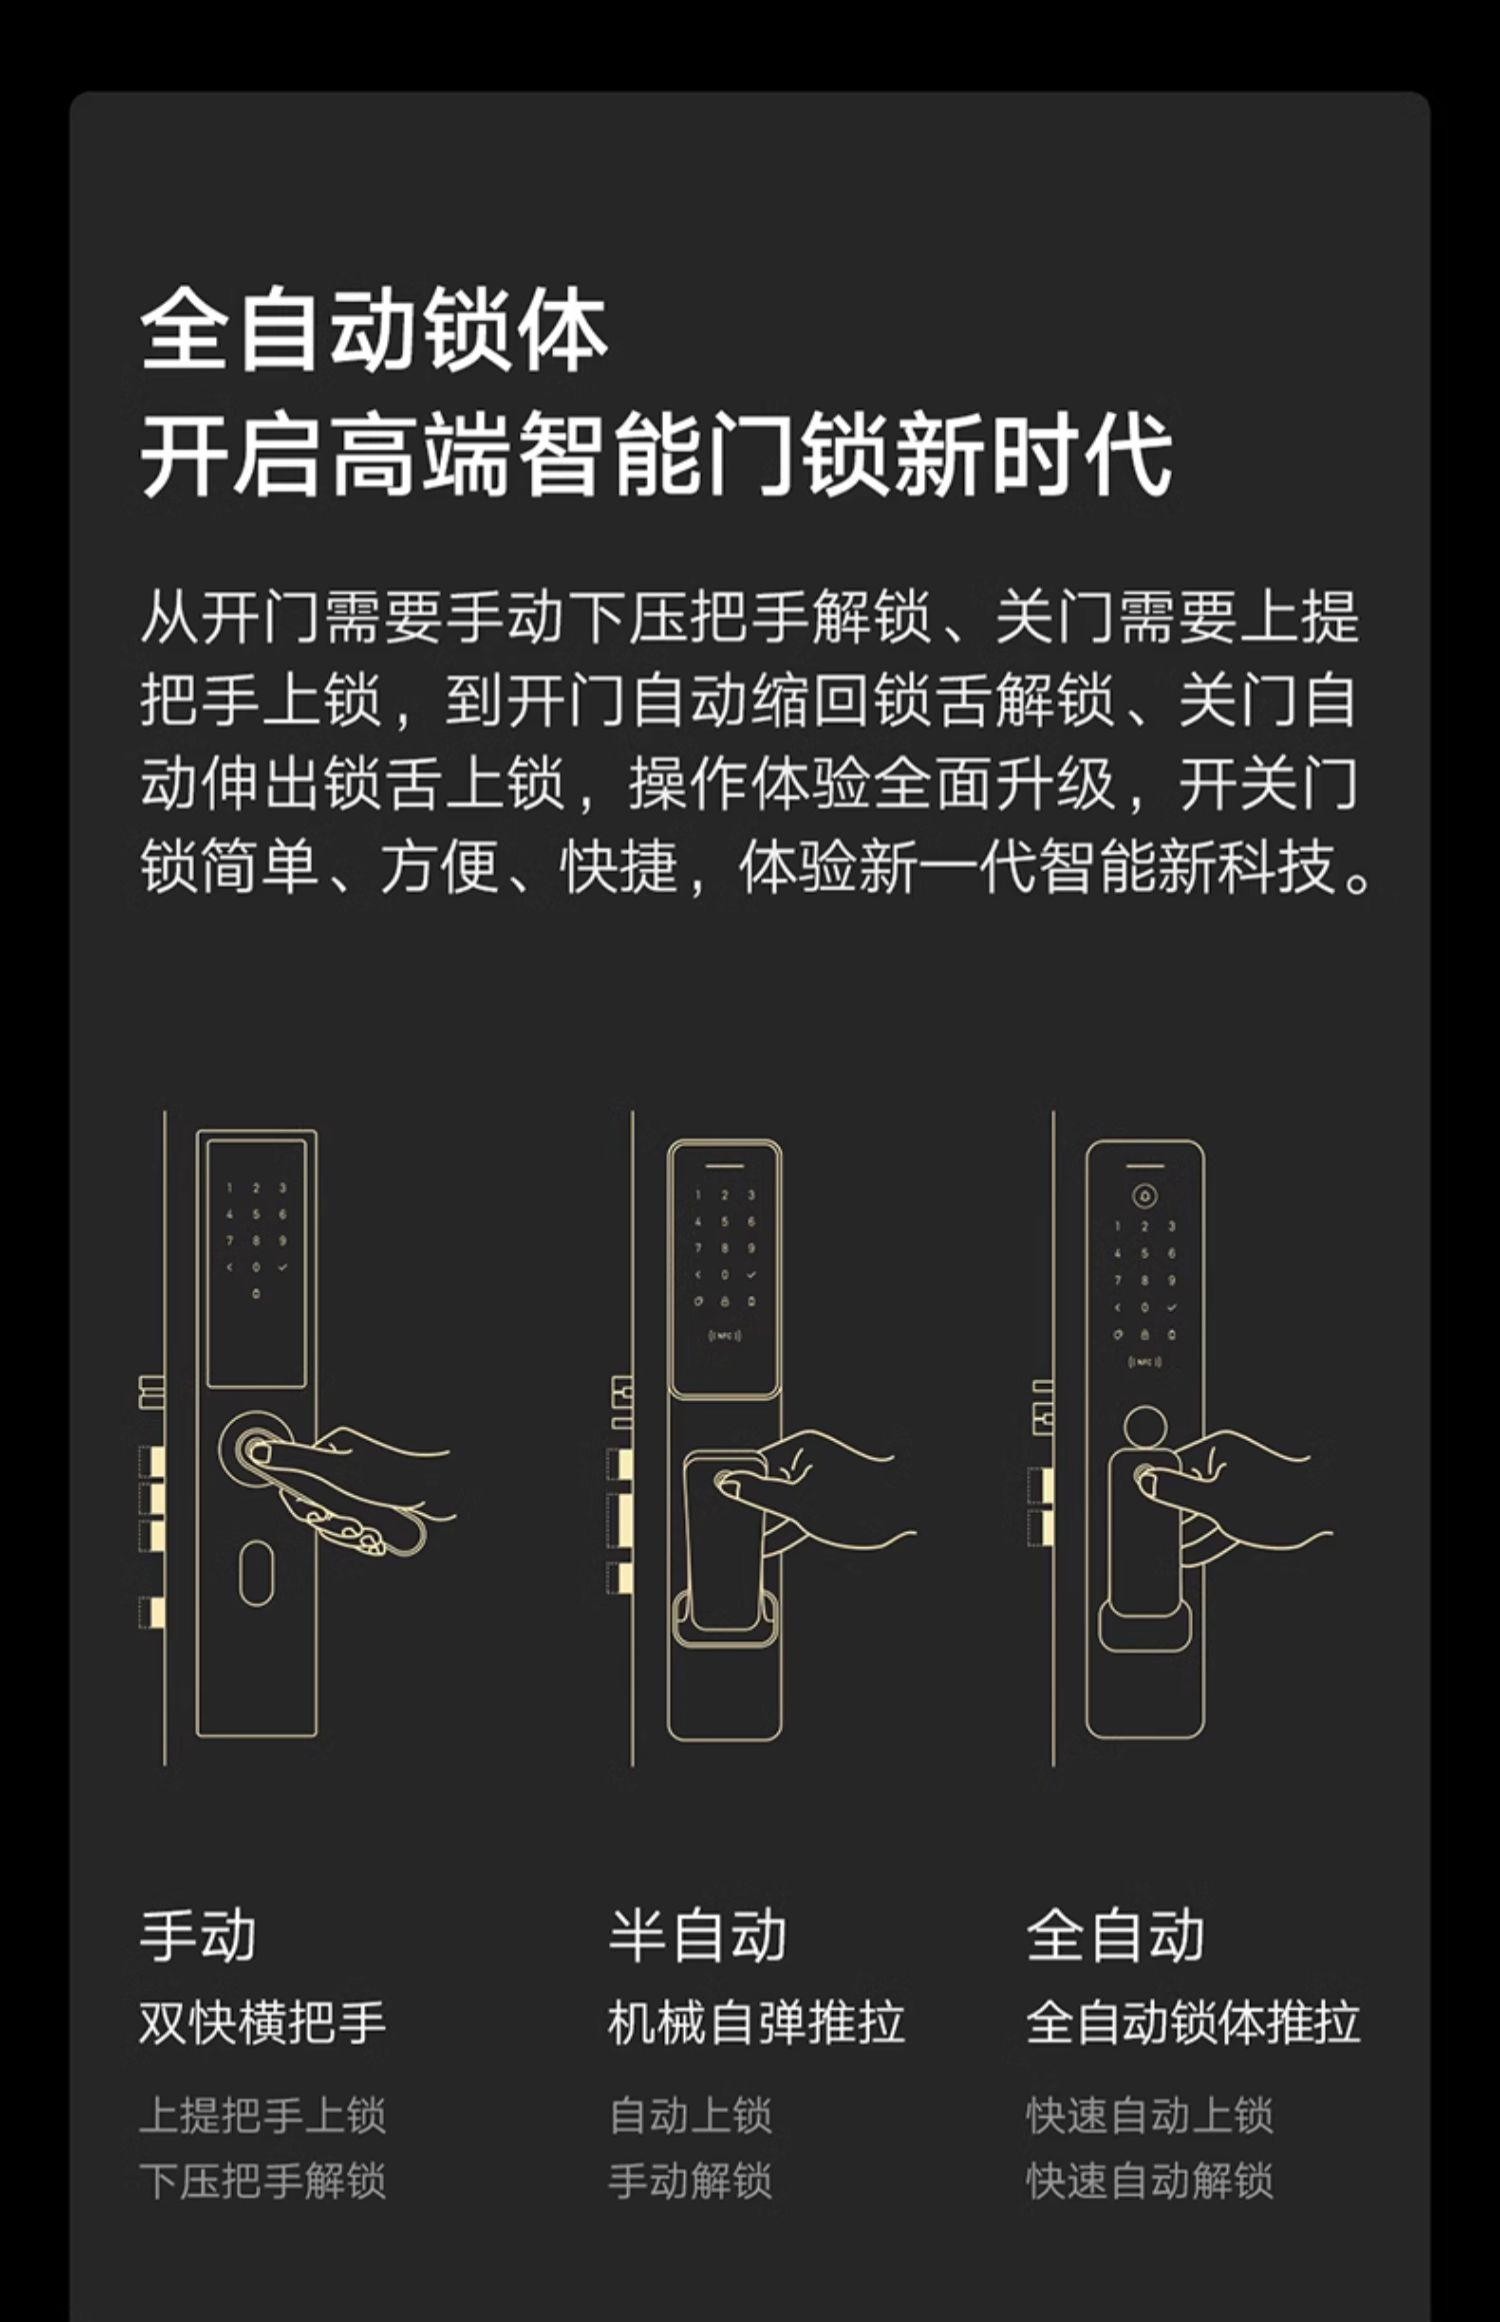 全自动锁体
开启高端智能门锁新时代
从开门需要手动下压把手解锁、关门需要上提
把手上锁，到开门自动缩回锁舌解锁、关门自
动伸出锁舌上锁，操作体验全面升级，开关门
锁简单、方便、快捷，体验新一代智能新科技。
1 2 3
4 5 6
7 8 9
< 0 ✓
1 2 3
4 5 6
7 8 9
< 0 ✓
NFC
1 2 3
4 5 6
7 8 9
< 0 ✓
NFC
手动
双快横把手
上提把手上锁
下压把手解锁
半自动
机械自弹推拉
自动上锁
手动解锁
全自动
全自动锁体推拉
快速自动上锁
快速自动解锁